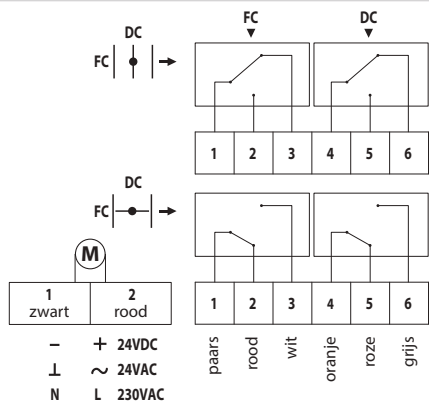 FC DC
DC
FC
1 2 3 4 5 6
DC
FC
M
1 2
zwart rood
1 2 3 4 5 6
paars rood wit oranje roze grijs
– + 24VDC
⊥ ~ 24VAC
N L 230VAC